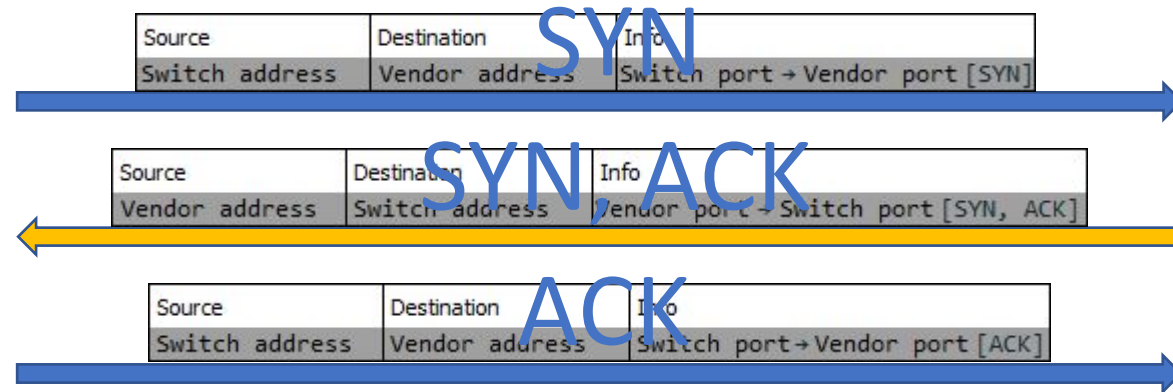 SYN
Source Destination Info
Switch address Vendor address Switch port → Vendor port [SYN]
SYN, ACK
Source Destination Info
Vendor address Switch address Vendor port → Switch port [SYN, ACK]
ACK
Source Destination Info
Switch address Vendor address Switch port → Vendor port [ACK]